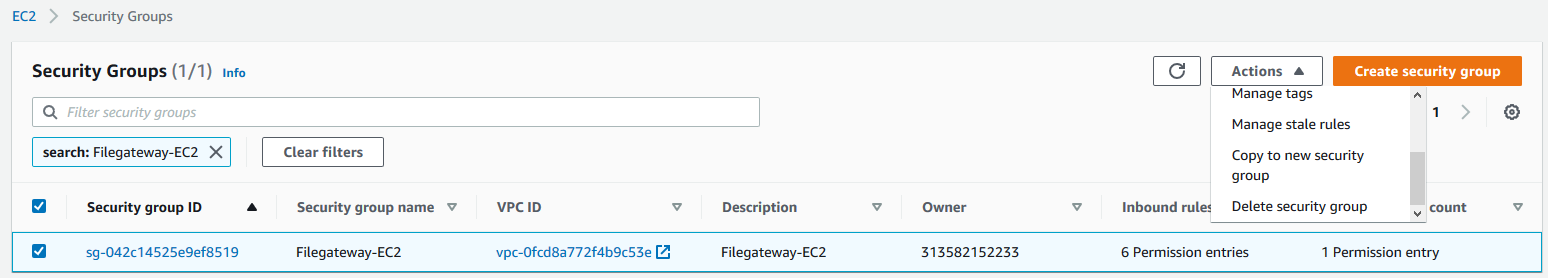 EC2 > Security Groups
Security Groups (1/1) Info
Actions
Create security group
Filter security groups
Manage tags
1
Manage stale rules
search: Filegateway-EC2
Clear filters
Copy to new security
group
Delete security group
Security group ID Security group name VPC ID Description Owner Inbound rules count
sg-042c14525e9ef8519 Filegateway-EC2 vpc-0fcd8a772f4b9c53e Filegateway-EC2 313582152233 6 Permission entries 1 Permission entry